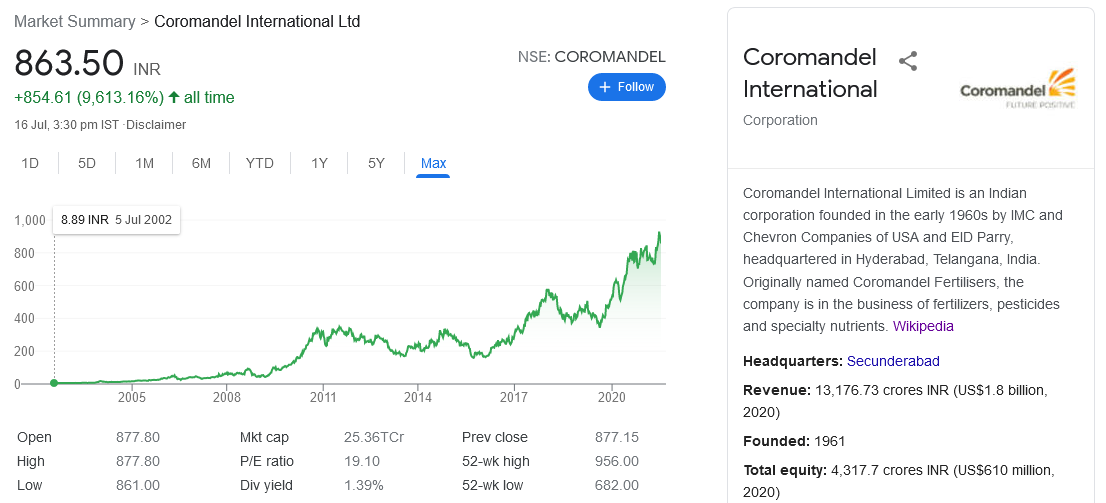 Market Summary > Coromandel International Ltd
863.50 INR
+854.61 (9,613.16%) ↑ all time
16 Jul, 3:30 pm IST ·Disclaimer
NSE: COROMANDEL
+ Follow
1D 5D 1M 6M YTD 1Y 5Y Max
8.89 INR 5 Jul 2002
1,000
800
600
400
200
0
2005 2008 2011 2014 2017 2020
Open 877.80 Mkt cap 25.36TCr Prev close 877.15
High 877.80 P/E ratio 19.10 52-wk high 956.00
Low 861.00 Div yield 1.39% 52-wk low 682.00
Coromandel
International
Corporation
Coromandel
FUTURE POSITIVE
Coromandel International Limited is an Indian
corporation founded in the early 1960s by IMC and
Chevron Companies of USA and EID Parry,
headquartered in Hyderabad, Telangana, India.
Originally named Coromandel Fertilisers, the
company is in the business of fertilizers, pesticides
and specialty nutrients. Wikipedia
Headquarters: Secunderabad
Revenue: 13,176.73 crores INR (US$1.8 billion,
2020)
Founded: 1961
Total equity: 4,317.7 crores INR (US$610 million,
2020)